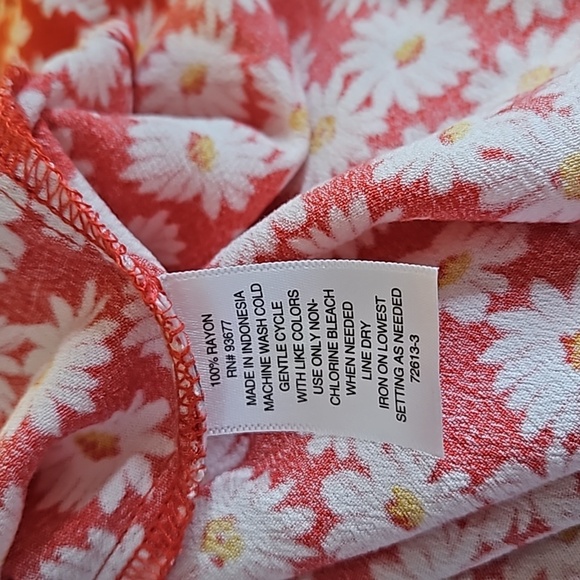 100% RAYON
RN# 93677
MADE IN INDONESIA
MACHINE WASH COLD
GENTLE CYCLE
WITH LIKE COLORS
USE ONLY NON-
CHLORINE BLEACH
WHEN NEEDED
LINE DRY
IRON ON LOWEST
SETTING AS NEEDED
72613-3